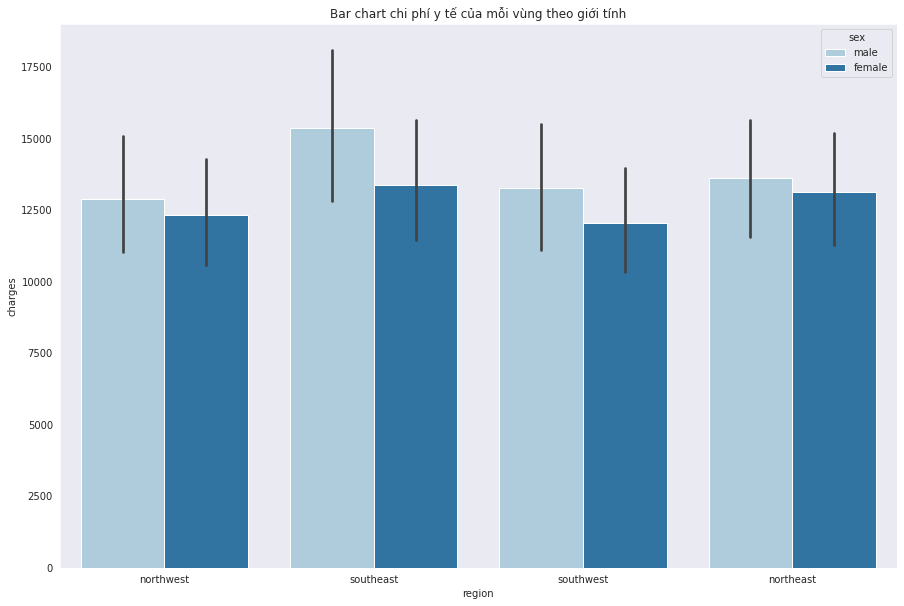 Bar chart chi phí y tế của mỗi vùng theo giới tính
sex
male
female
17500
15000
12500
10000
7500
5000
2500
0
charges
northwest
southeast
southwest
northeast
region